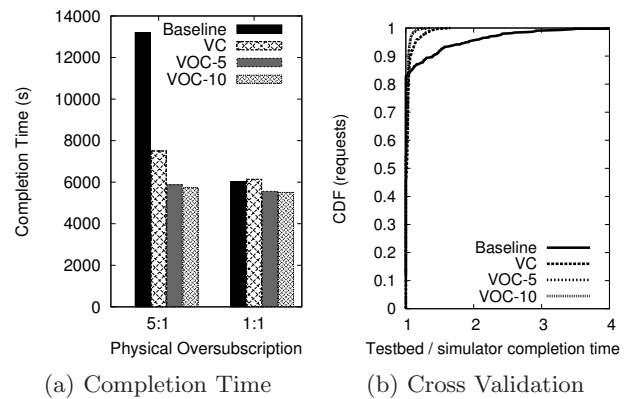 Completion Time (s)
14000
12000
10000
8000
6000
4000
2000
0
Baseline
VC
VOC-5
VOC-10
5:1
1:1
Physical Oversubscription
(a) Completion Time
CDF (requests)
1
0.9
0.8
0.7
0.6
0.5
0.4
0.3
0.2
0.1
0
Baseline
VC
VOC-5
VOC-10
1
2
3
4
Testbed / simulator completion time
(b) Cross Validation